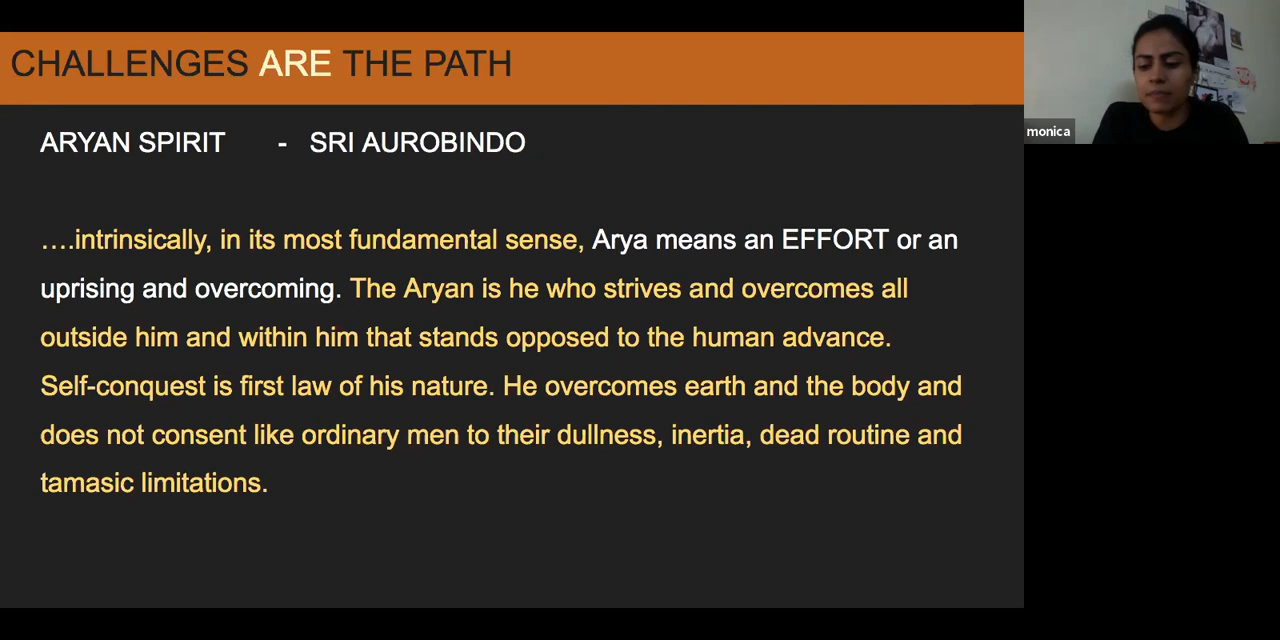 CHALLENGES ARE THE PATH
monica
ARYAN SPIRIT - SRI AUROBINDO
….intrinsically, in its most fundamental sense, Arya means an EFFORT or an
uprising and overcoming. The Aryan is he who strives and overcomes all
outside him and within him that stands opposed to the human advance.
Self-conquest is first law of his nature. He overcomes earth and the body and
does not consent like ordinary men to their dullness, inertia, dead routine and
tamasic limitations.